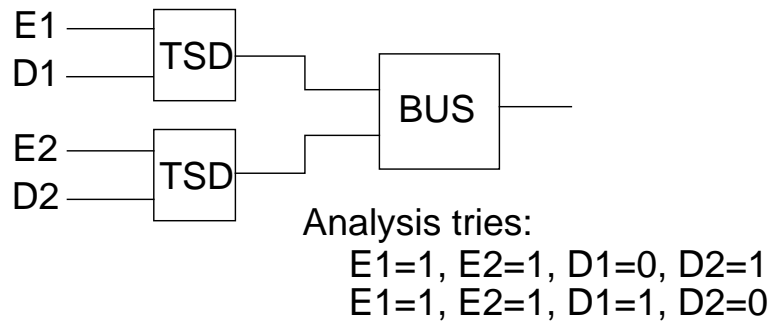 E1
D1
TSD
BUS
E2
D2
TSD
Analysis tries:
E1=1, E2=1, D1=0, D2=1
E1=1, E2=1, D1=1, D2=0